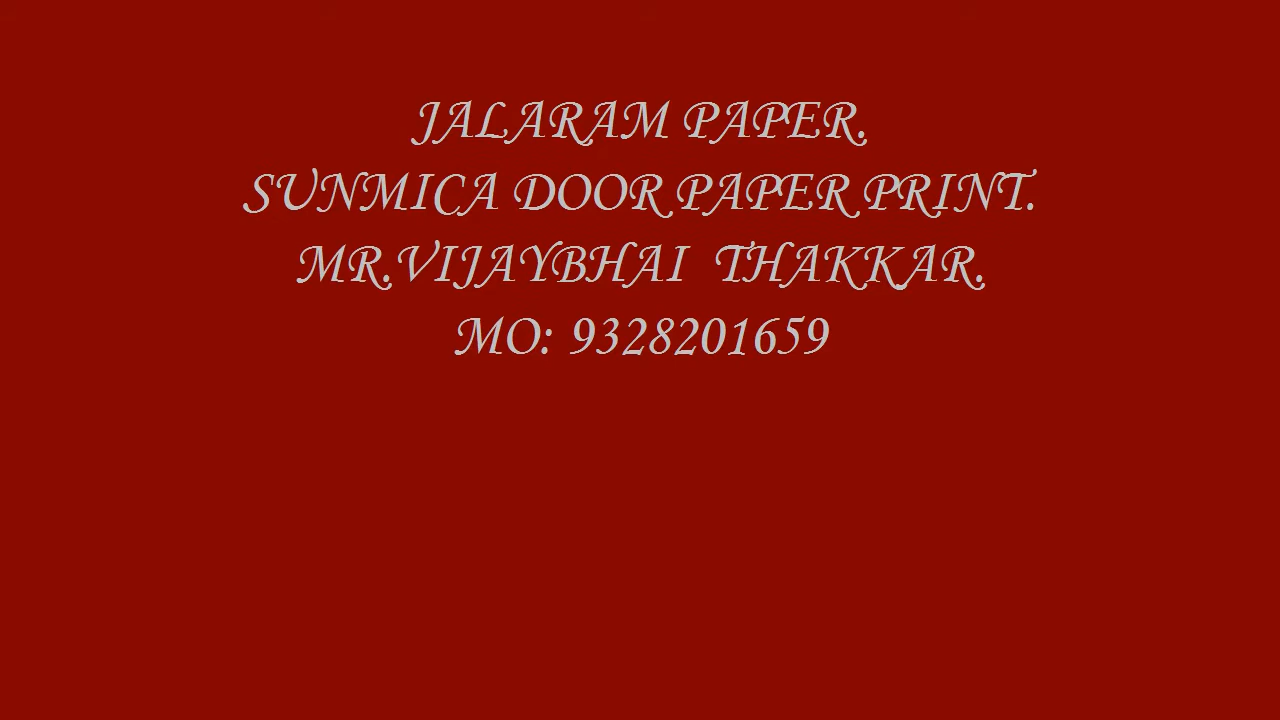 JALARAM PAPER.
SUNMICA DOOR PAPER PRINT.
MR.VIJAYBHAI  THAKKAR.
MO: 9328201659